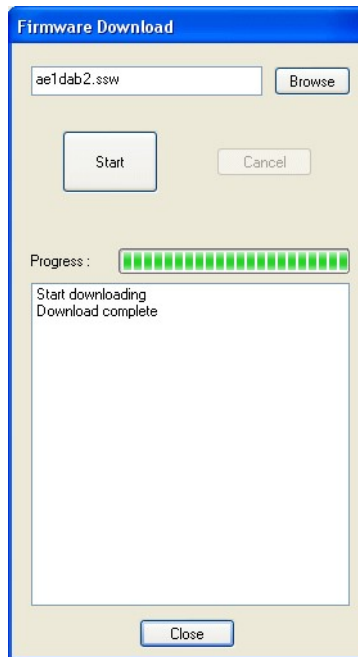 Firmware Download
ae1dab2.ssw
Browse
Start
Cancel
Progress :
Start downloading
Download complete
Close